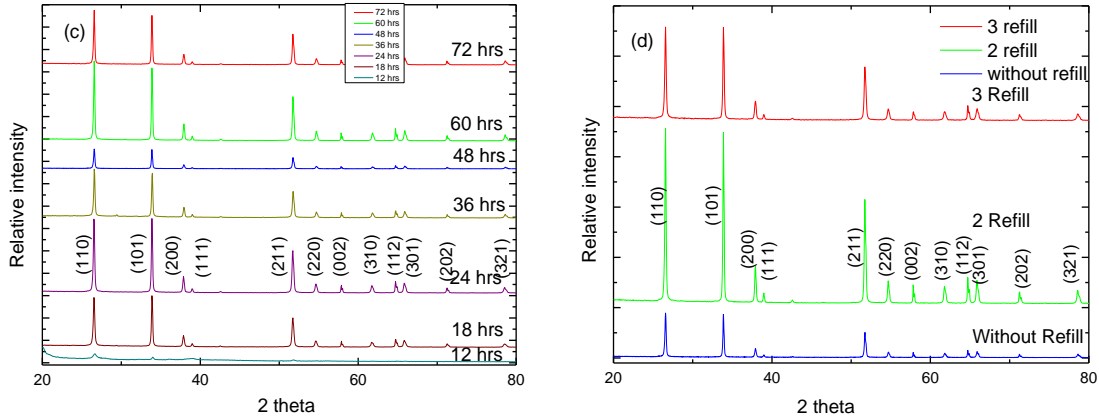 (c)
72 hrs
60 hrs
48 hrs
36 hrs
24 hrs
18 hrs
12 hrs
72 hrs
60 hrs
48 hrs
36 hrs
(110)
(101)
(200)
(111)
(211)
(220)
(002)
(310)
(112)
(301)
(202)
(321)
24 hrs
18 hrs
12 hrs
20
40
60
80
2 theta
Relative intensity
(d)
3 refill
2 refill
without refill
3 Refill
(110)
(101)
(200)
(111)
(211)
(220)
(002)
(310)
(112)
(301)
(202)
(321)
2 Refill
Without Refill
20
40
60
80
2 theta
Relative intensity